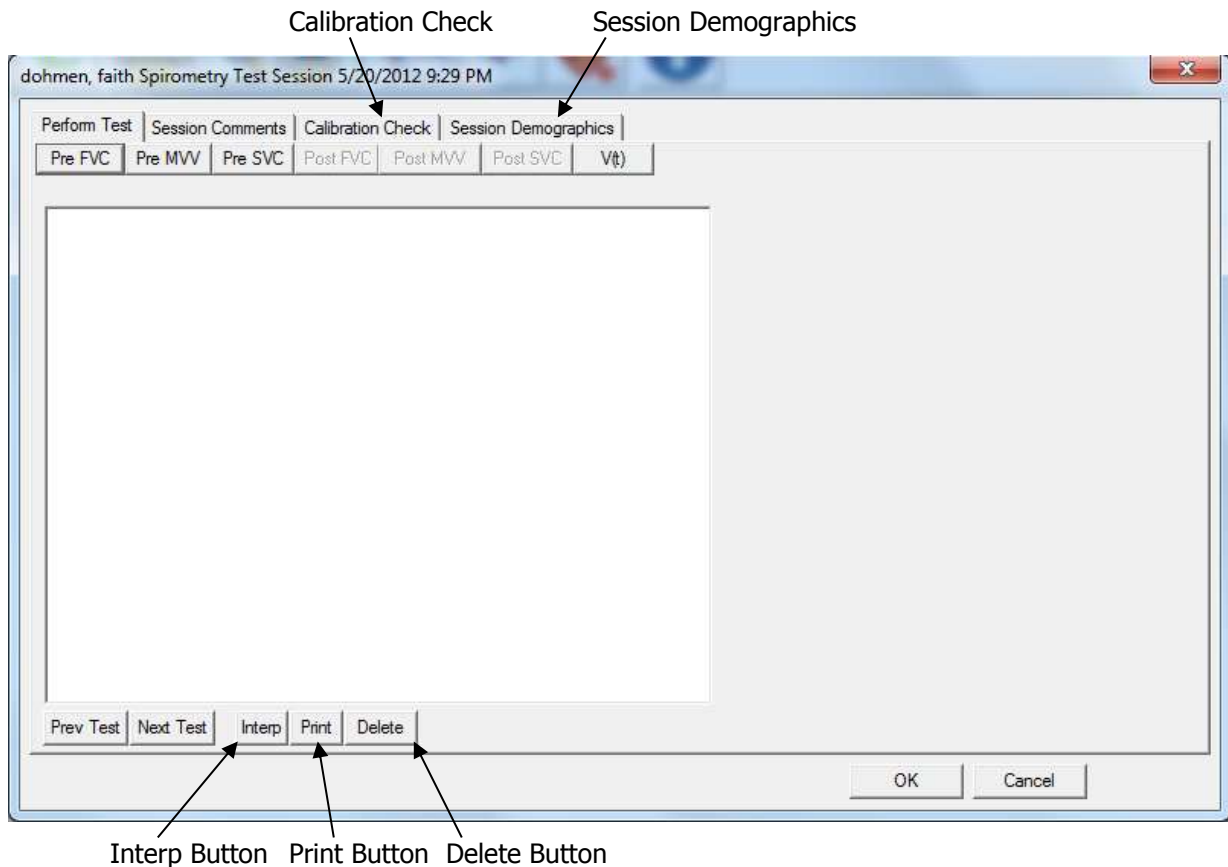 Calibration Check Session Demographics
dohmen, faith Spirometry Test Session 5/20/2012 9:29 PM
Perform Test Session Comments Calibration Check Session Demographics
Pre FVC Pre MVV Pre SVC Post FVC Post MVV Post SVC V(t)
Prev Test Next Test Interp Print Delete
OK Cancel
Interp Button Print Button Delete Button